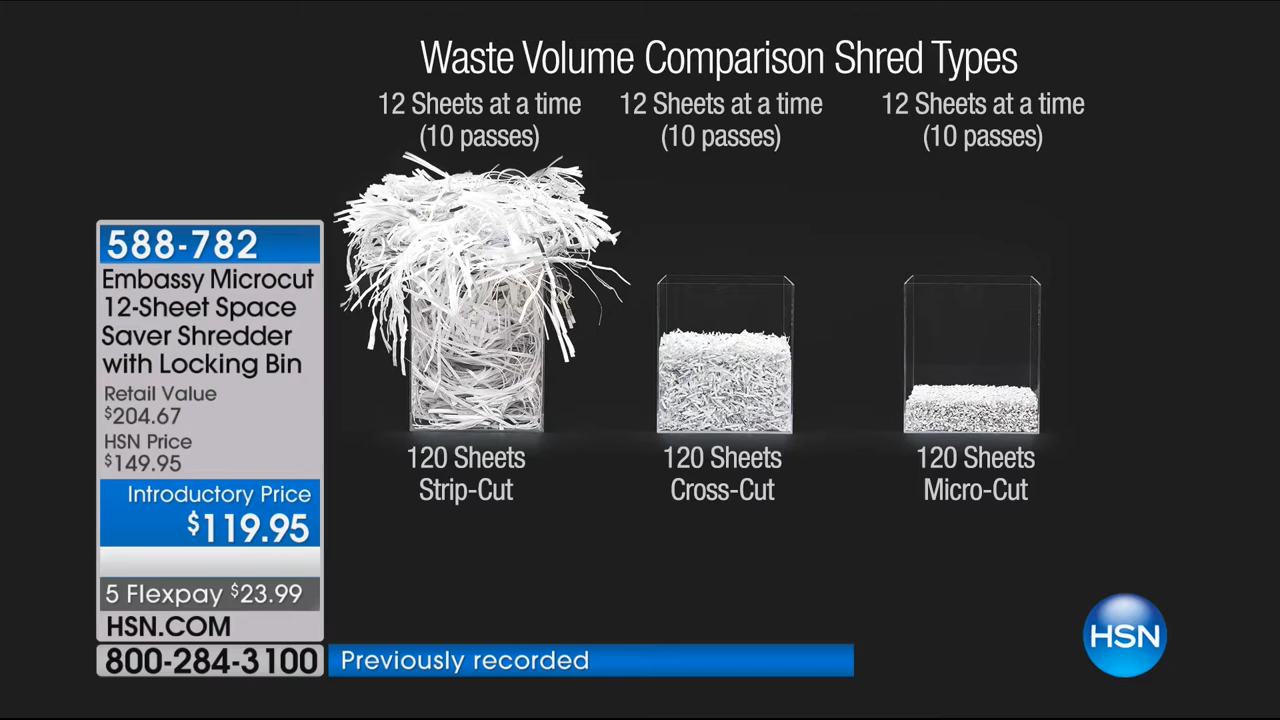 Waste Volume Comparison Shred Types
12 Sheets at a time
(10 passes)
12 Sheets at a time
(10 passes)
12 Sheets at a time
(10 passes)
120 Sheets
Strip-Cut
120 Sheets
Cross-Cut
120 Sheets
Micro-Cut
588-782
Embassy Microcut
12-Sheet Space
Saver Shredder
with Locking Bin
Retail Value
$204.67
HSN Price
$149.95
Introductory Price
$119.95
5 Flexpay $23.99
HSN.COM
800-284-3100
Previously recorded
HSN